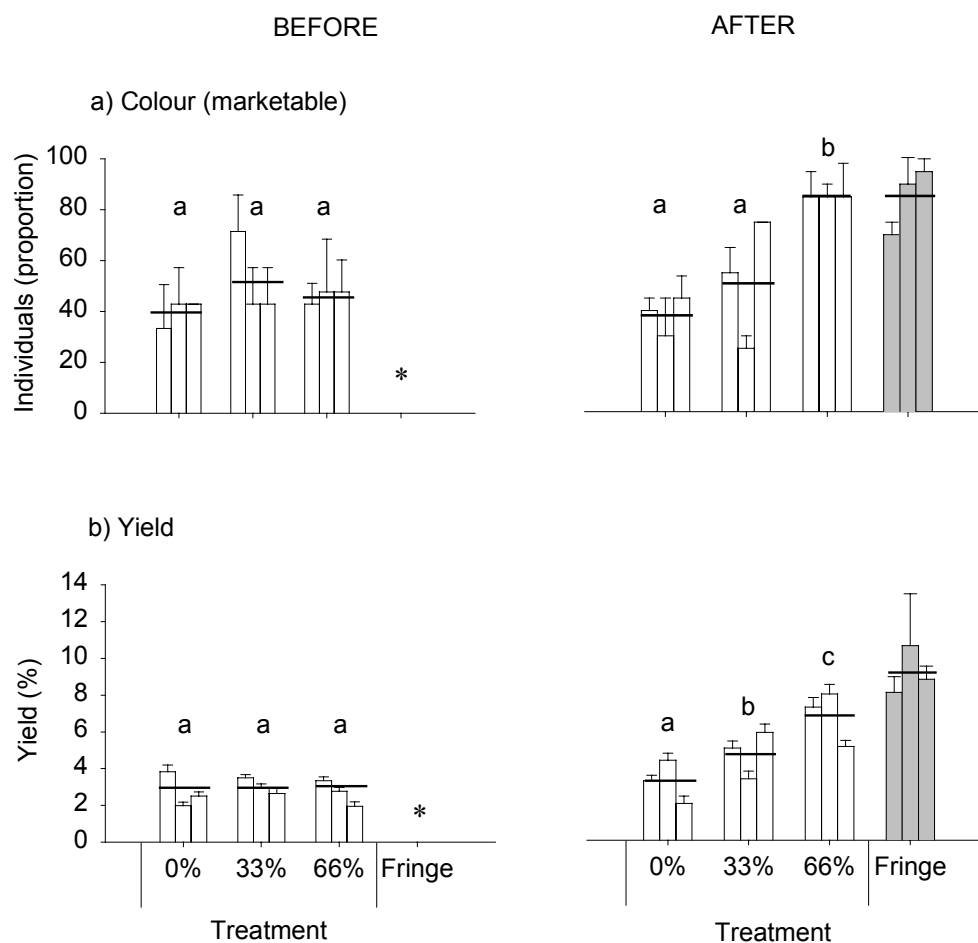 BEFORE AFTER
a) Colour (marketable)
Individuals (proportion)
100
80
60
40
20
0
a a a
*
a a b
b) Yield
Yield (%)
14
12
10
8
6
4
2
0
a a a
*
a b c
0% 33% 66% Fringe
Treatment
0% 33% 66% Fringe
Treatment